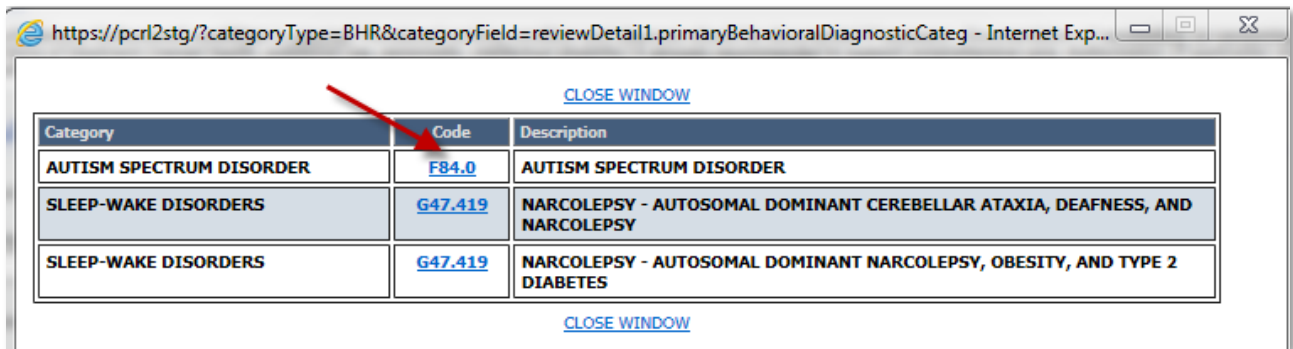 https://pcrl2stg/?categoryType=BHR&categoryField=reviewDetail1.primaryBehavioralDiagnosticCateg - Internet Exp...
CLOSE WINDOW
Category Code Description
AUTISM SPECTRUM DISORDER F84.0 AUTISM SPECTRUM DISORDER
SLEEP-WAKE DISORDERS G47.419 NARCOLEPSY - AUTOSOMAL DOMINANT CEREBELLAR ATAXIA, DEAFNESS, AND
NARCOLEPSY
SLEEP-WAKE DISORDERS G47.419 NARCOLEPSY - AUTOSOMAL DOMINANT NARCOLEPSY, OBESITY, AND TYPE 2
DIABETES
CLOSE WINDOW